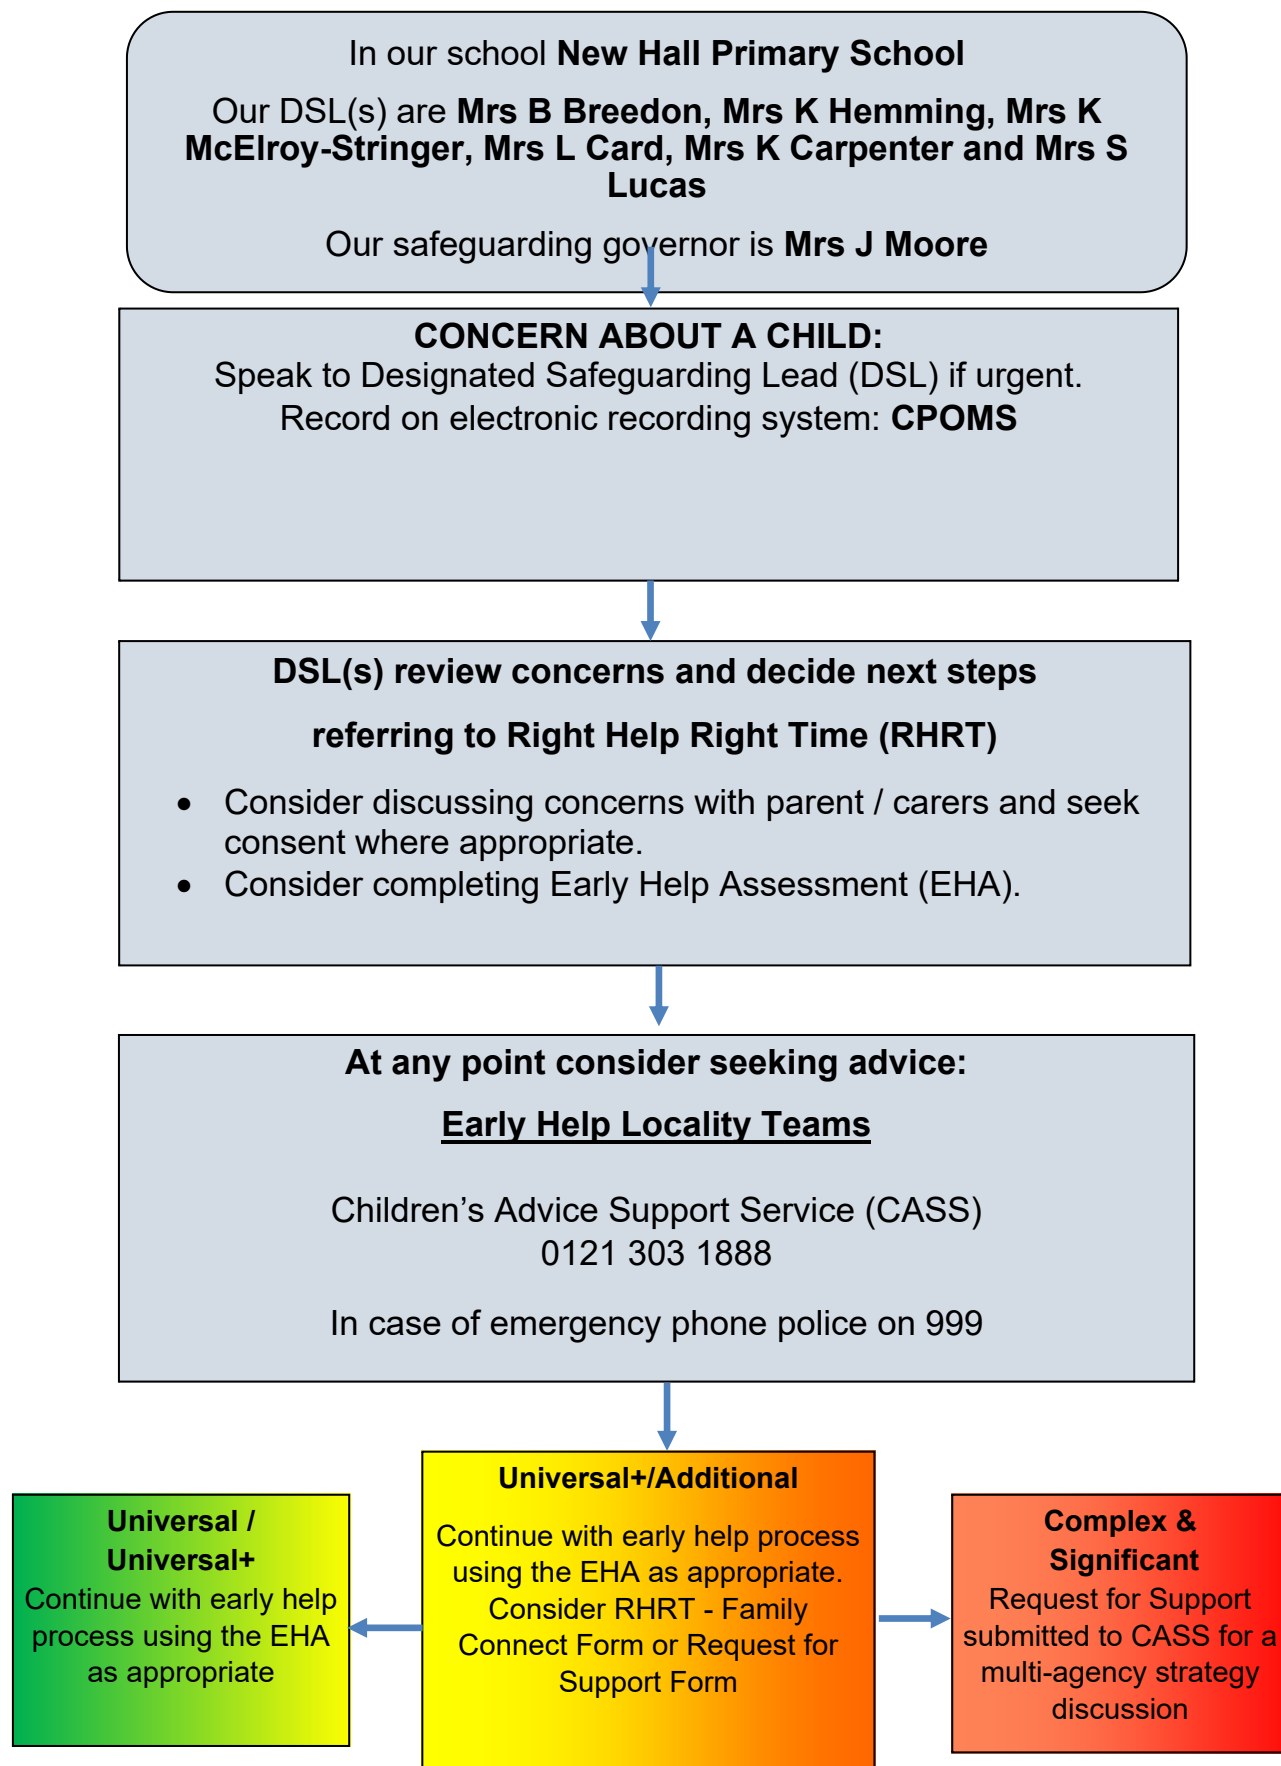 In our school New Hall Primary School
Our DSL(s) are Mrs B Breedon, Mrs K Hemming, Mrs K
McElroy-Stringer, Mrs L Card, Mrs K Carpenter and Mrs S
Lucas
Our safeguarding governor is Mrs J Moore
CONCERN ABOUT A CHILD:
Speak to Designated Safeguarding Lead (DSL) if urgent.
Record on electronic recording system: CPOMS
DSL(s) review concerns and decide next steps
referring to Right Help Right Time (RHRT)
• Consider discussing concerns with parent / carers and seek
consent where appropriate.
• Consider completing Early Help Assessment (EHA).
At any point consider seeking advice:
Early Help Locality Teams
Children’s Advice Support Service (CASS)
0121 303 1888
In case of emergency phone police on 999
Universal /
Universal+
Continue with early help
process using the EHA
as appropriate
Universal+/Additional
Continue with early help process
using the EHA as appropriate.
Consider RHRT - Family
Connect Form or Request for
Support Form
Complex &
Significant
Request for Support
submitted to CASS for a
multi-agency strategy
discussion